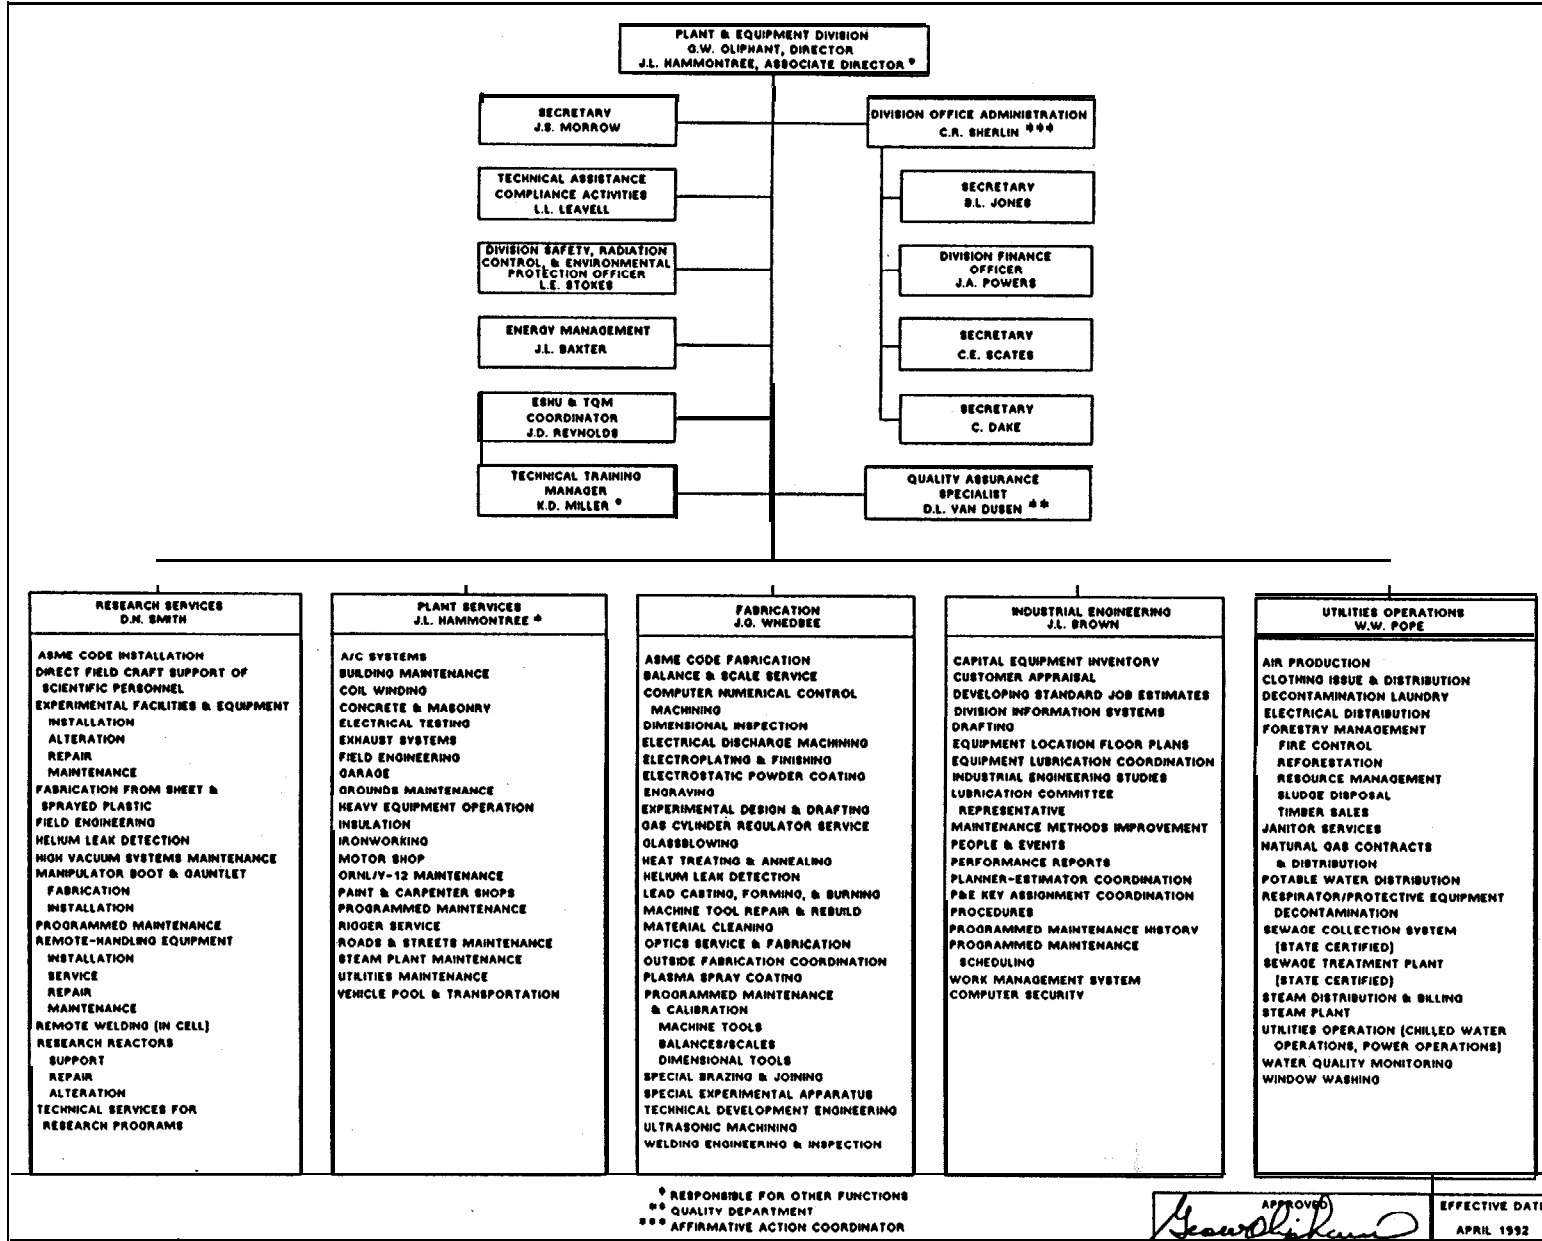 PLANT & EQUIPMENT DIVISION
G.W. OLIPHANT, DIRECTOR
J.L. HAMMONTREE, ASSOCIATE DIRECTOR *
SECRETARY
J.S. MORROW
DIVISION OFFICE ADMINISTRATION
C.R. SHERLIN ***
TECHNICAL ASSISTANCE
COMPLIANCE ACTIVITIES
L.L. LEAVELL
SECRETARY
B.L. JONES
DIVISION SAFETY, RADIATION
CONTROL, & ENVIRONMENTAL
PROTECTION OFFICER
L.E. STOKES
DIVISION FINANCE
OFFICER
J.A. POWERS
ENERGY MANAGEMENT
J.L. BAXTER
SECRETARY
C.E. SCATES
ESHU & TQM
COORDINATOR
J.D. REYNOLDS
SECRETARY
C. DAKE
TECHNICAL TRAINING
MANAGER
K.D. MILLER *
QUALITY ASSURANCE
SPECIALIST
D.L. VAN DUSEN **
RESEARCH SERVICES
D.N. SMITH
ASME CODE INSTALLATION
DIRECT FIELD CRAFT SUPPORT OF
SCIENTIFIC PERSONNEL
EXPERIMENTAL FACILITIES & EQUIPMENT
INSTALLATION
ALTERATION
REPAIR
MAINTENANCE
FABRICATION FROM SHEET &
SPRAYED PLASTIC
FIELD ENGINEERING
HELIUM LEAK DETECTION
HIGH VACUUM SYSTEMS MAINTENANCE
MANIPULATOR BOOT & GAUNTLET
FABRICATION
INSTALLATION
PROGRAMMED MAINTENANCE
REMOTE-HANDLING EQUIPMENT
INSTALLATION
SERVICE
REPAIR
MAINTENANCE
REMOTE WELDING (IN CELL)
RESEARCH REACTORS
SUPPORT
REPAIR
ALTERATION
TECHNICAL SERVICES FOR
RESEARCH PROGRAMS
PLANT SERVICES
J.L. HAMMONTREE *
A/C SYSTEMS
BUILDING MAINTENANCE
COIL WINDING
CONCRETE & MASONRY
ELECTRICAL TESTING
EXHAUST SYSTEMS
FIELD ENGINEERING
GARAGE
GROUNDS MAINTENANCE
HEAVY EQUIPMENT OPERATION
INSULATION
IRONWORKING
MOTOR SHOP
ORNL/Y-12 MAINTENANCE
PAINT & CARPENTER SHOPS
PROGRAMMED MAINTENANCE
RIGGER SERVICE
ROADS & STREETS MAINTENANCE
STEAM PLANT MAINTENANCE
UTILITIES MAINTENANCE
VEHICLE POOL & TRANSPORTATION
FABRICATION
J.G. WHEDBEE
ASME CODE FABRICATION
BALANCE & SCALE SERVICE
COMPUTER NUMERICAL CONTROL
MACHINING
DIMENSIONAL INSPECTION
ELECTRICAL DISCHARGE MACHINING
ELECTROPLATING & FINISHING
ELECTROSTATIC POWDER COATING
ENGRAVING
EXPERIMENTAL DESIGN & DRAFTING
GAS CYLINDER REGULATOR SERVICE
GLASSBLOWING
HEAT TREATING & ANNEALING
HELIUM LEAK DETECTION
LEAD CASTING, FORMING, & BURNING
MACHINE TOOL REPAIR & REBUILD
MATERIAL CLEANING
OPTICS SERVICE & FABRICATION
OUTSIDE FABRICATION COORDINATION
PLASMA SPRAY COATING
PROGRAMMED MAINTENANCE
& CALIBRATION
MACHINE TOOLS
BALANCES/SCALES
DIMENSIONAL TOOLS
SPECIAL BRAZING & JOINING
SPECIAL EXPERIMENTAL APPARATUS
TECHNICAL DEVELOPMENT ENGINEERING
ULTRASONIC MACHINING
WELDING ENGINEERING & INSPECTION
INDUSTRIAL ENGINEERING
J.L. BROWN
CAPITAL EQUIPMENT INVENTORY
CUSTOMER APPRAISAL
DEVELOPING STANDARD JOB ESTIMATES
DIVISION INFORMATION SYSTEMS
DRAFTING
EQUIPMENT LOCATION FLOOR PLANS
EQUIPMENT LUBRICATION COORDINATION
INDUSTRIAL ENGINEERING STUDIES
LUBRICATION COMMITTEE
REPRESENTATIVE
MAINTENANCE METHODS IMPROVEMENT
PEOPLE & EVENTS
PERFORMANCE REPORTS
PLANNER-ESTIMATOR COORDINATION
P&E KEY ASSIGNMENT COORDINATION
PROCEDURES
PROGRAMMED MAINTENANCE HISTORY
PROGRAMMED MAINTENANCE
SCHEDULING
WORK MANAGEMENT SYSTEM
COMPUTER SECURITY
UTILITIES OPERATIONS
W.W. POPE
AIR PRODUCTION
CLOTHING ISSUE & DISTRIBUTION
DECONTAMINATION LAUNDRY
ELECTRICAL DISTRIBUTION
FORESTRY MANAGEMENT
FIRE CONTROL
REFORESTATION
RESOURCE MANAGEMENT
SLUDGE DISPOSAL
TIMBER SALES
JANITOR SERVICES
NATURAL GAS CONTRACTS
& DISTRIBUTION
POTABLE WATER DISTRIBUTION
RESPIRATOR/PROTECTIVE EQUIPMENT
DECONTAMINATION
SEWAGE COLLECTION SYSTEM
(STATE CERTIFIED)
SEWAGE TREATMENT PLANT
(STATE CERTIFIED)
STEAM DISTRIBUTION & BILLING
STEAM PLANT
UTILITIES OPERATION (CHILLED WATER
OPERATIONS, POWER OPERATIONS)
WATER QUALITY MONITORING
WINDOW WASHING
* RESPONSIBLE FOR OTHER FUNCTIONS
** QUALITY DEPARTMENT
*** AFFIRMATIVE ACTION COORDINATOR
APPROVED
EFFECTIVE DATE
APRIL 1992